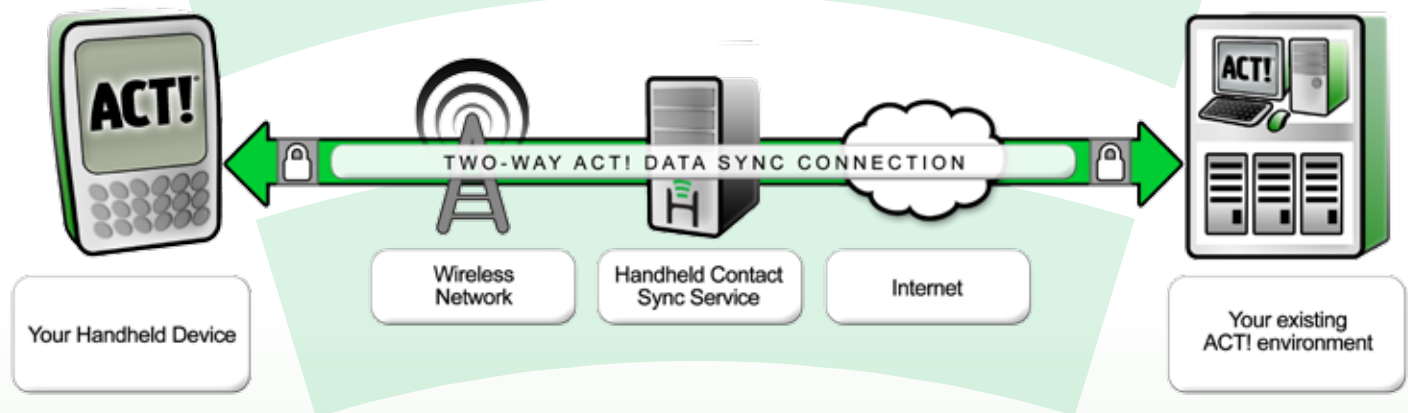 ACT!
ACT!
TWO-WAY ACT! DATA SYNC CONNECTION
H
Your Handheld Device
Wireless
Network
Handheld Contact
Sync Service
Internet
Your existing
ACT! environment